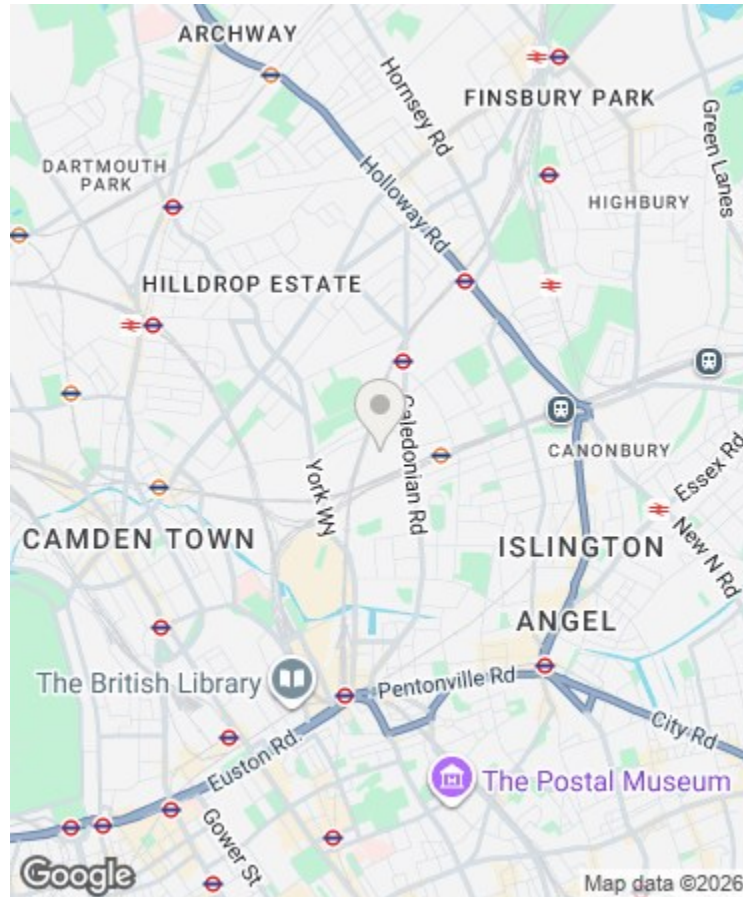 ARCHWAY
Hornsey Rd
FINSBURY PARK
Green Lanes
DARTMOUTH
PARK
Holloway Rd
HIGHBURY
HILLDROP ESTATE
Caledonian Rd
CANONBURY
York Wy
Essex Rd
CAMDEN TOWN
ISLINGTON
New N Rd
ANGEL
The British Library
Pentonville Rd
City Rd
Euston Rd.
The Postal Museum
Gower St
Google
Map data ©2026